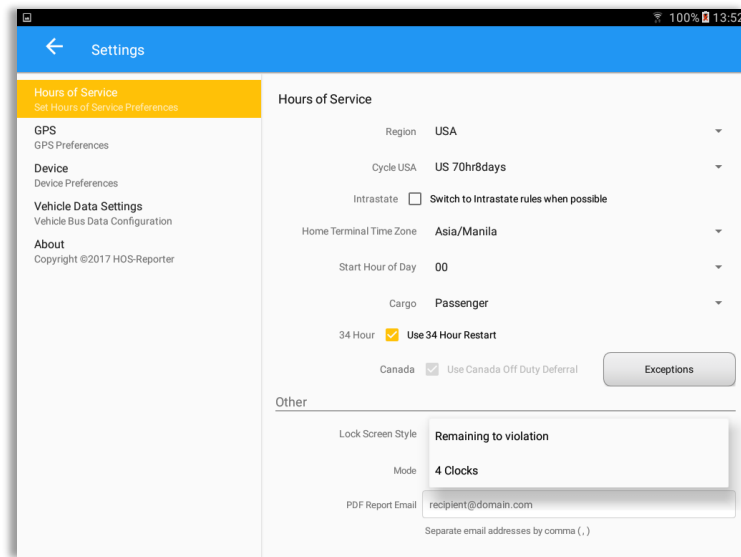 100% 13:52
Settings
Hours of Service
Set Hours of Service Preferences
GPS
GPS Preferences
Device
Device Preferences
Vehicle Data Settings
Vehicle Bus Data Configuration
About
Copyright ©2017 HOS-Reporter
Hours of Service
Region USA
Cycle USA US 70hr8days
Intrastate Switch to Intrastate rules when possible
Home Terminal Time Zone Asia/Manila
Start Hour of Day 00
Cargo Passenger
34 Hour Use 34 Hour Restart
Canada Use Canada Off Duty Deferral Exceptions
Other
Lock Screen Style Remaining to violation
Mode 4 Clocks
PDF Report Email recipient@domain.com
Separate email addresses by comma ( , )